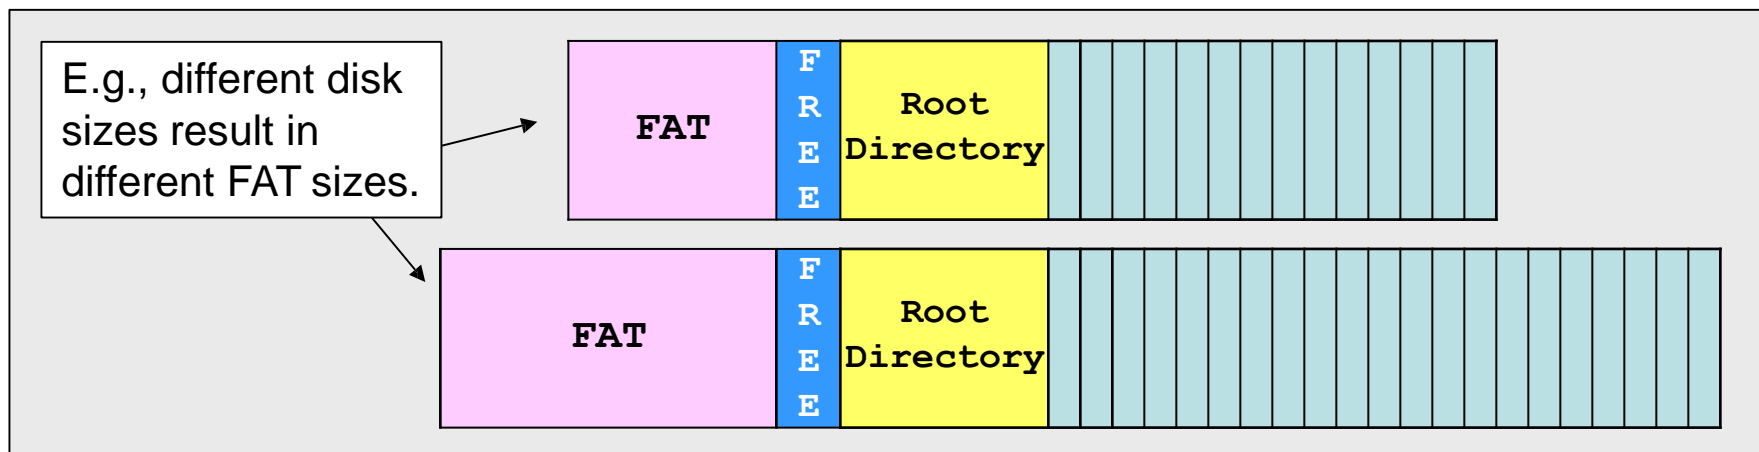 E.g., different disk
sizes result in
different FAT sizes.
FAT
F
R
E
E
Root
Directory
FAT
F
R
E
E
Root
Directory